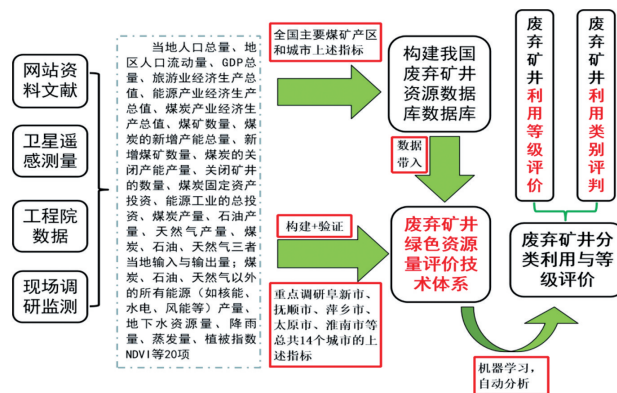 网站资
料文献
卫星遥
感测量
工程院
数据
现场调
研监测
当地人口总量、地
区人口流动量、GDP总
量、旅游业经济生产总
值、能源产业经济生产
总值、煤炭产业经济生
产总值、煤矿数量、煤
炭的新增产能总量、新
增煤矿数量、煤炭的关
闭产能产量、关闭矿井
的数量、煤炭固定资产
投资、能源工业的总投
资、煤炭产量、石油产
量、天然气产量、煤
炭、石油、天然气三者
当地输入与输出量；煤
炭、石油、天然气以外
的所有能源（如核能、
水电、风能等）产量、
地下水资源量、降雨
量、蒸发量、植被指数
NDVI等20项
全国主要煤矿产区
和城市上述指标
构建+验证
重点调研阜新市、
抚顺市、萍乡市、
太原市、淮南市等
总共14个城市的上
述指标
构建我国
废弃矿井
资源数据
库数据库
数据
带入
废弃矿井
绿色资源
量评价技
术体系
机器学习，
自动分析
废弃矿井利用等级评价
废弃矿井利用类别评判
废弃矿井分
类利用与等
级评价